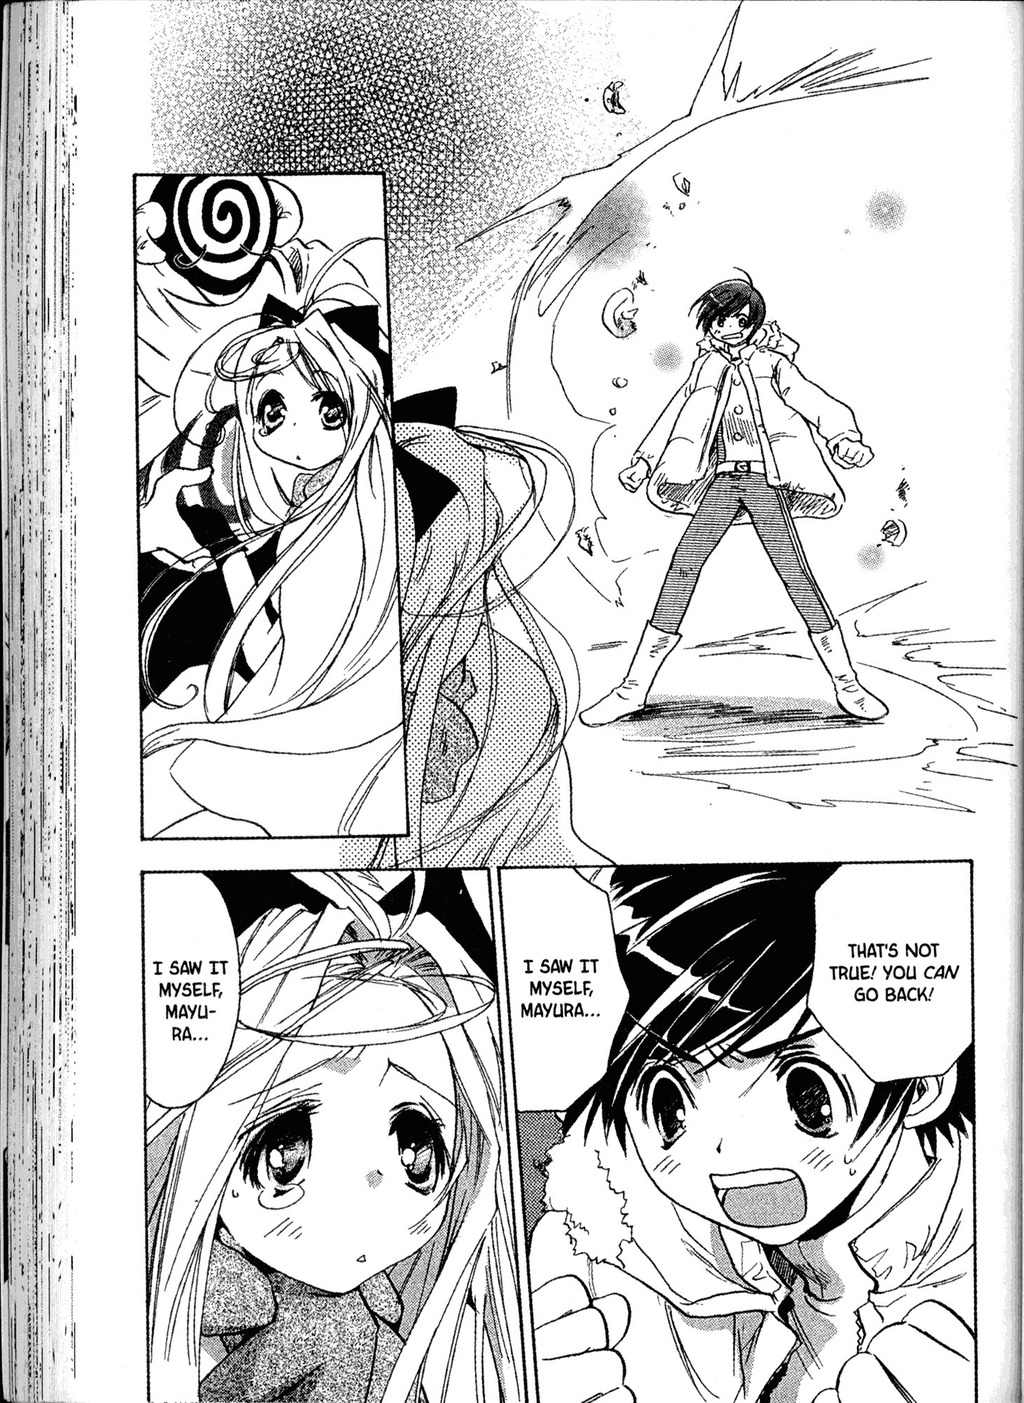 THAT'S NOT
TRUE! YOU CAN
GO BACK!
I SAW IT
MYSELF,
MAYURA...
I SAW IT
MYSELF,
MAYU-
RA...